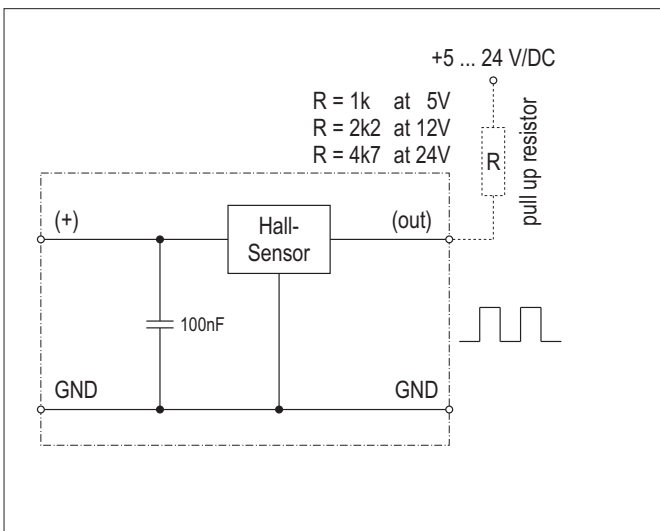 +5 ... 24 V/DC
R = 1k at 5V
R = 2k2 at 12V
R = 4k7 at 24V
R
pull up resistor
(+)
Hall-
Sensor
(out)
100nF
GND
GND